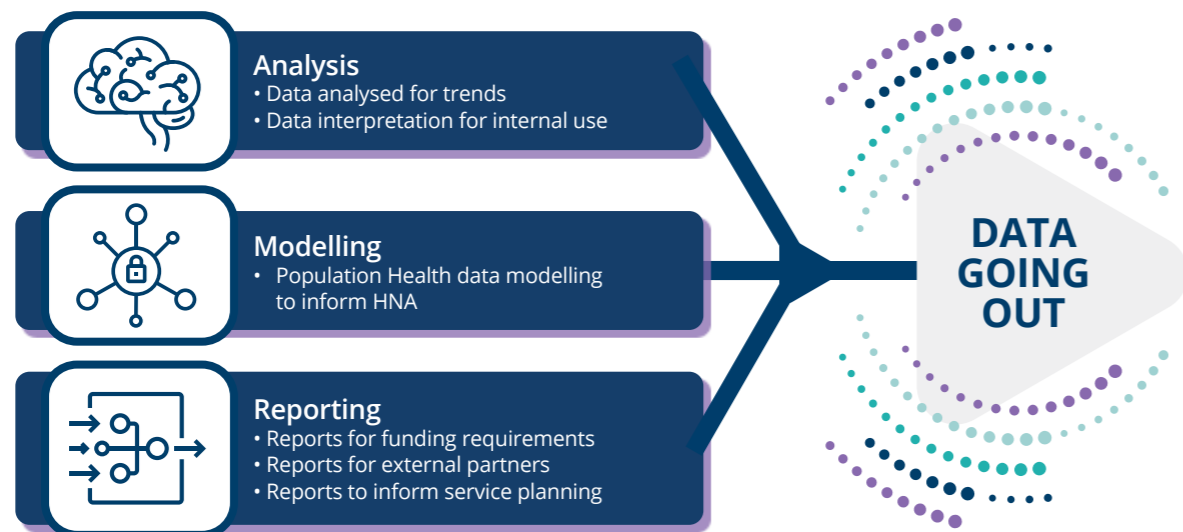 Analysis
• Data analysed for trends
• Data interpretation for internal use
Modelling
• Population Health data modelling
to inform HNA
Reporting
• Reports for funding requirements
• Reports for external partners
• Reports to inform service planning
DATA
GOING
OUT